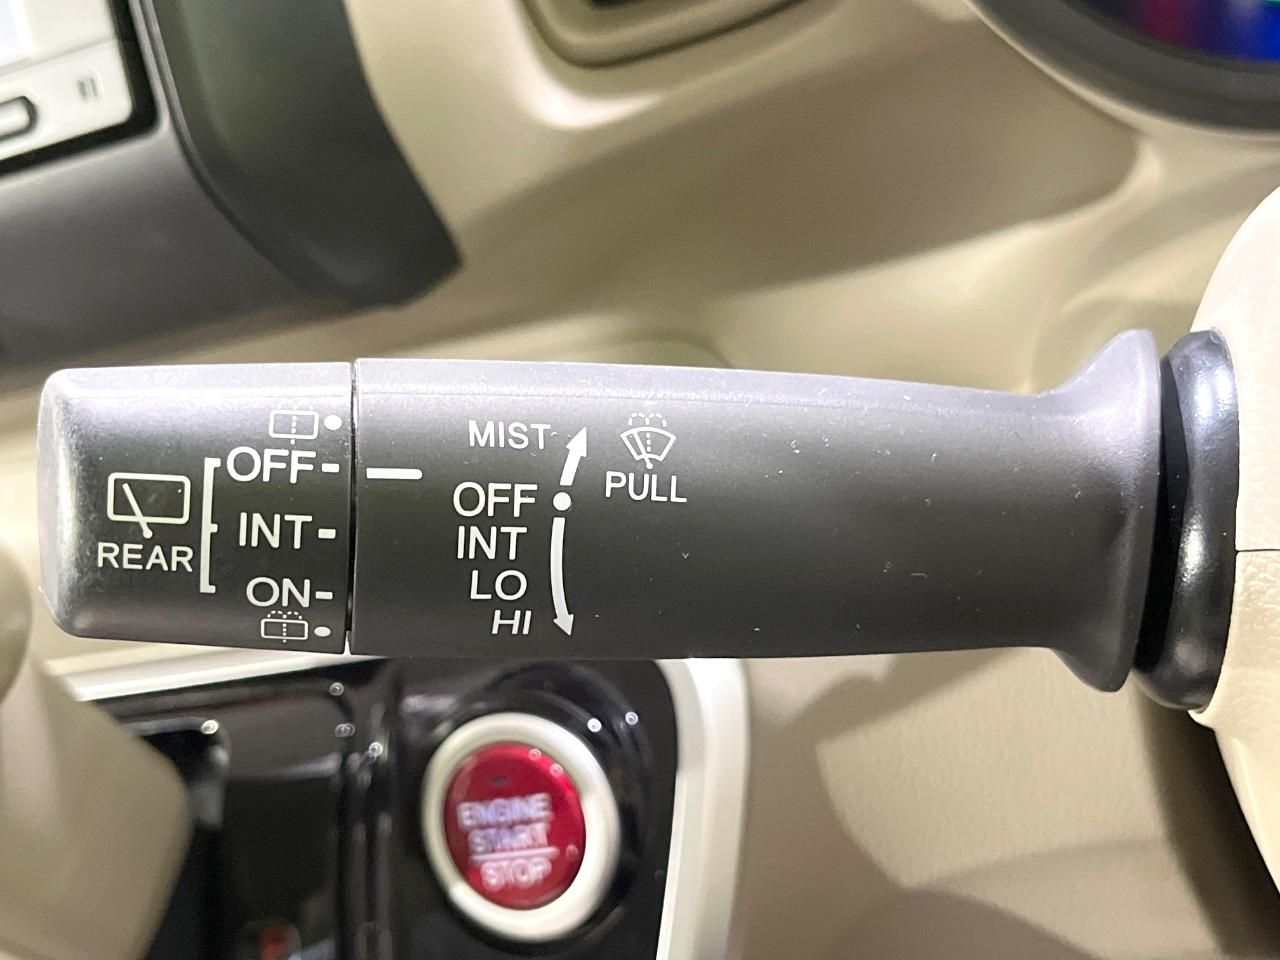 REAR
OFF
INT
ON
MIST
OFF
INT
LO
HI
PULL
ENGINE
START
STOP